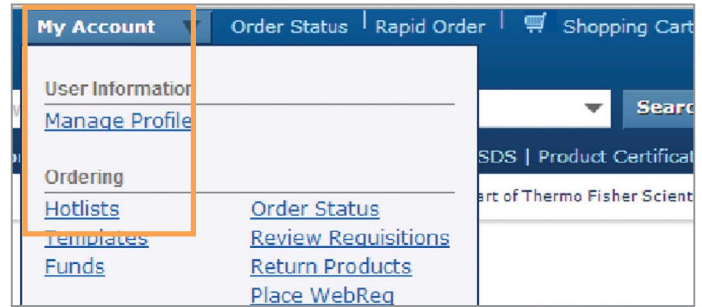 My Account Order Status | Rapid Order | Shopping Cart
User Information
Manage Profile
Searc
SDS | Product Certificat
Ordering
art of Thermo Fisher Scient
Hotlists Order Status
Templates Review Requisitions
Funds Return Products
Place WebReq